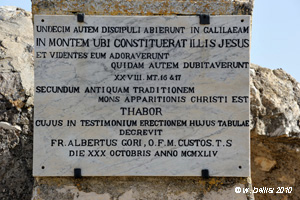 UNDECIM AUTEM DISCIPULI ABIERUNT IN GALILAEAM
IN MONTEM UBI CONSTITUERAT ILLIS JESUS
ET VIDENTES EUM ADORAVERUNT
QUIDAM AUTEM DUBITAVERUNT
XXVIII. MT. 16 & 17
SECUNDUM ANTIQUAM TRADITIONEM
MONS APPARITIONIS CHRISTI EST
THABOR
CUJUS IN TESTIMONIUM ERECTIONEM HUJUS TABULAE
DECREVIT
FR. ALBERTUS GORI, O.F.M. CUSTOS. T.S
DIE XXX OCTOBRIS ANNO MCMXLIV
2010